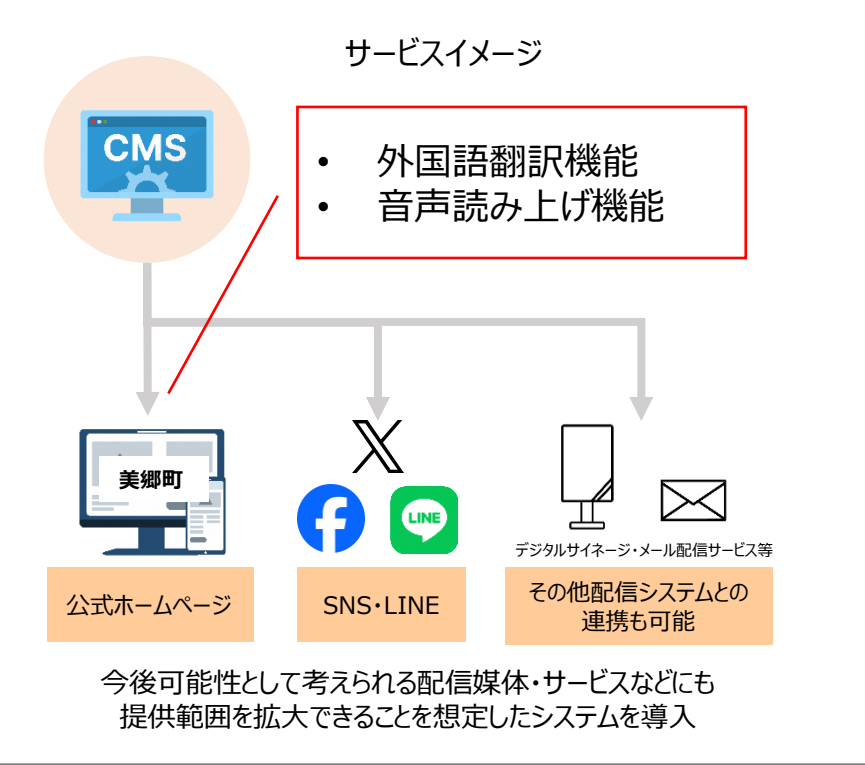 サービスイメージ
CMS
• 外国語翻訳機能
• 音声読み上げ機能
美郷町
LINE
デジタルサイネージ・メール配信サービス等
公式ホームページ
SNS・LINE
その他配信システムとの
連携も可能
今後可能性として考えられる配信媒体・サービスなどにも
提供範囲を拡大できることを想定したシステムを導入